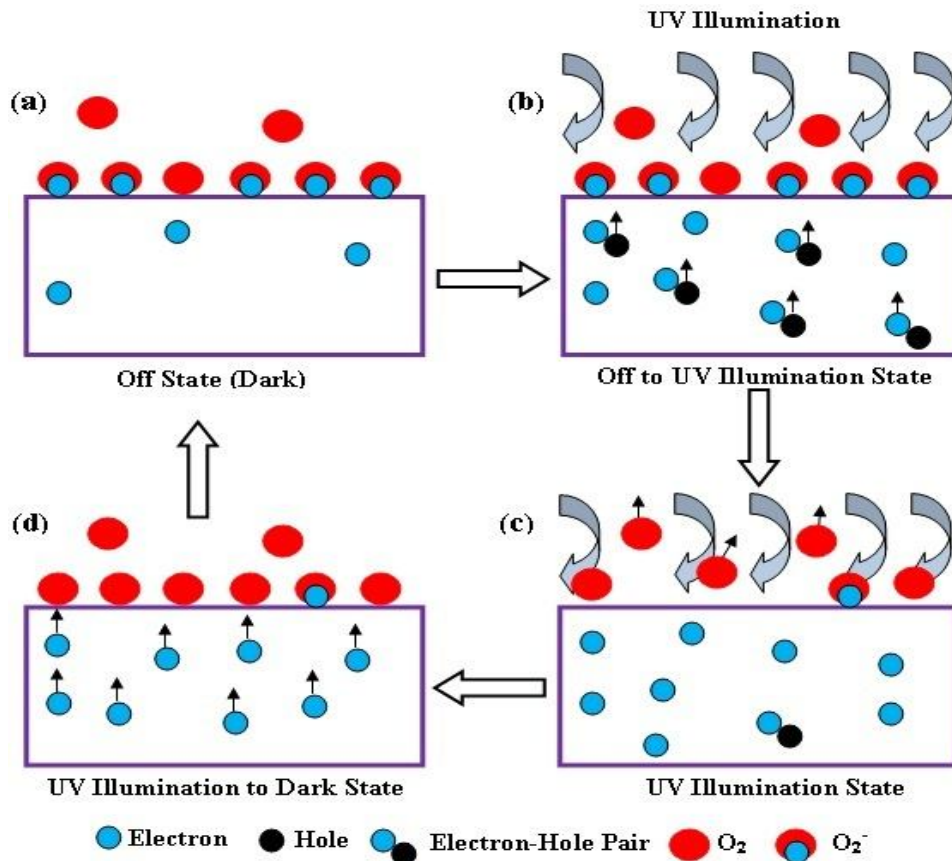 UV Illumination
(a)
(b)
Off State (Dark)
Off to UV Illumination State
(d)
(c)
UV Illumination to Dark State
UV Illumination State
Electron Hole Electron-Hole Pair O₂ O₂⁻